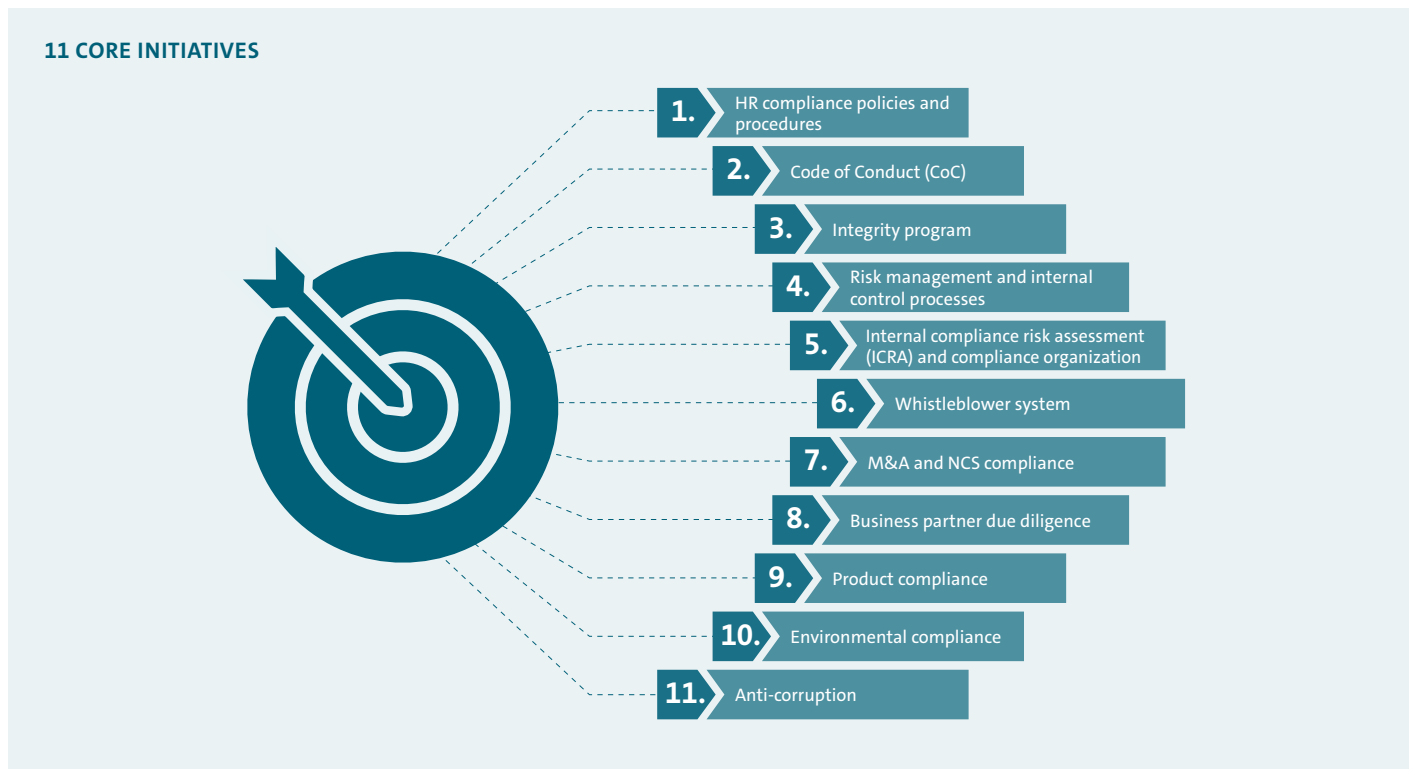 11 CORE INITIATIVES
1. HR compliance policies and
procedures
2. Code of Conduct (CoC)
3. Integrity program
4. Risk management and internal
control processes
5. Internal compliance risk assessment
(ICRA) and compliance organization
6. Whistleblower system
7. M&A and NCS compliance
8. Business partner due diligence
9. Product compliance
10. Environmental compliance
11. Anti-corruption